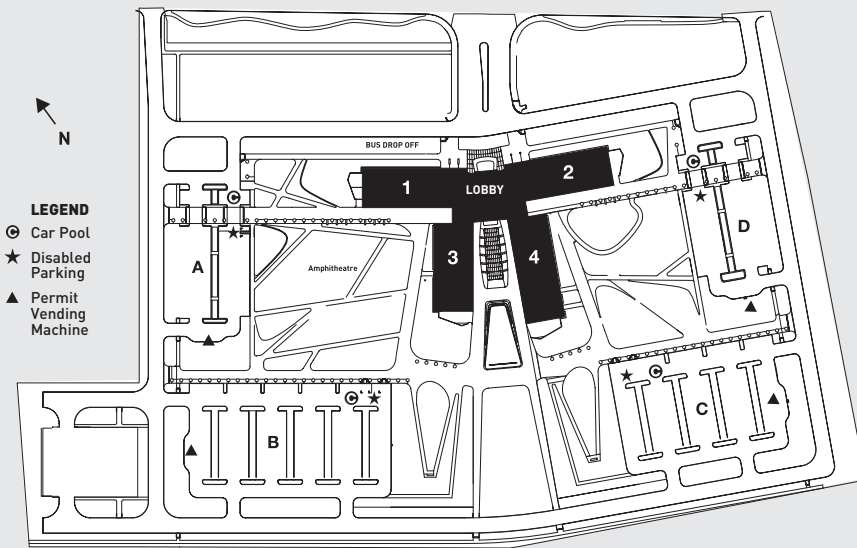 BUS DROP OFF
N
1
LOBBY
2
LEGEND
C Car Pool
★ Disabled
Parking
▲ Permit
Vending
Machine
C
★
A
▲
Amphitheatre
3
4
C
★
D
▲
C ★
B
▲
★ C
C
▲